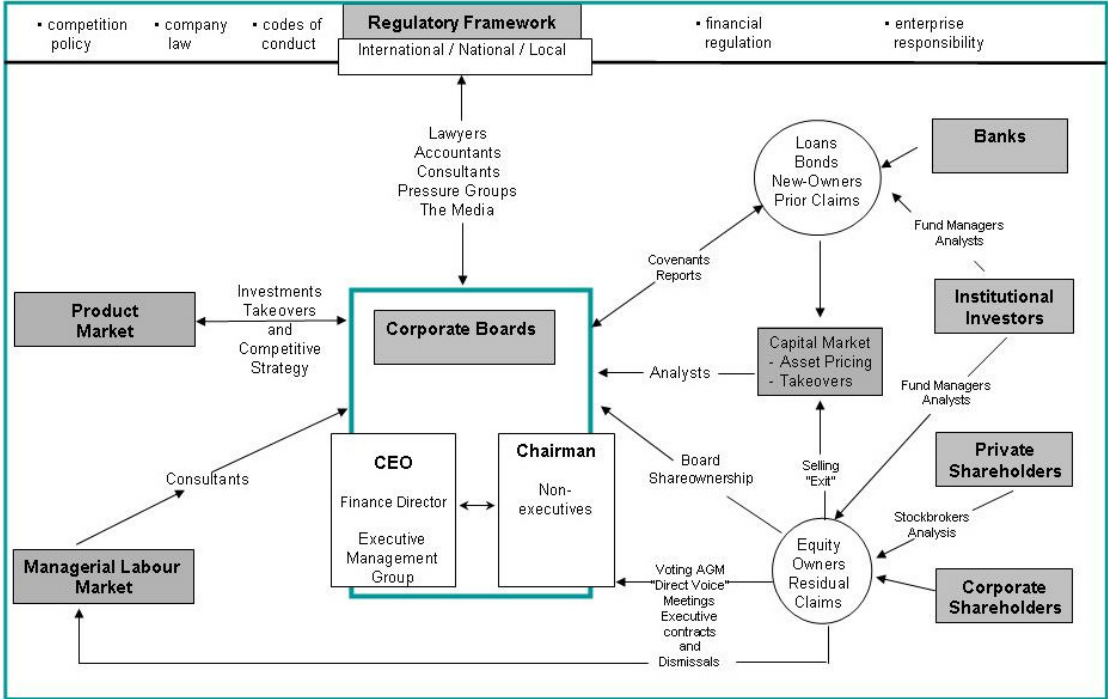 ▪ competition
policy
▪ company
law
▪ codes of
conduct
Regulatory Framework
International / National / Local
▪ financial
regulation
▪ enterprise
responsibility
Lawyers
Accountants
Consultants
Pressure Groups
The Media
Loans
Bonds
New-Owners
Prior Claims
Banks
Fund Managers
Analysts
Covenants
Reports
Institutional
Investors
Product
Market
Investments
Takeovers
and
Competitive
Strategy
Corporate Boards
Capital Market
- Asset Pricing
- Takeovers
Analysts
Fund Managers
Analysts
CEO
Finance Director
Executive
Management
Group
Chairman
Non-
executives
Board
Shareownership
Selling
"Exit"
Private
Shareholders
Stockbrokers
Analysis
Consultants
Managerial Labour
Market
Equity
Owners
Residual
Claims
Corporate
Shareholders
Voting AGM
"Direct Voice"
Meetings
Executive
contracts
and
Dismissals